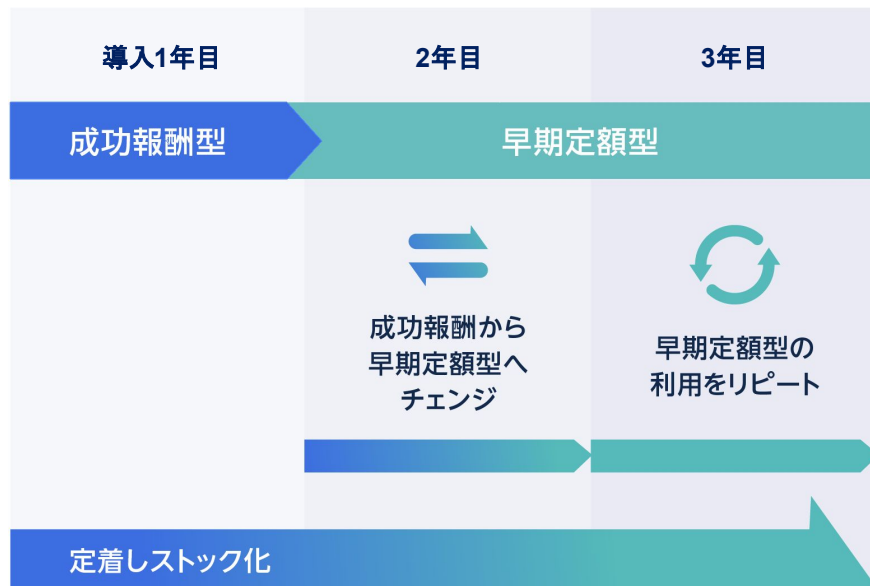 導入1年目
2年目
3年目
成功報酬型
早期定額型
成功報酬から
早期定額型へ
チェンジ
早期定額型の
利用をリピート
定着しストック化